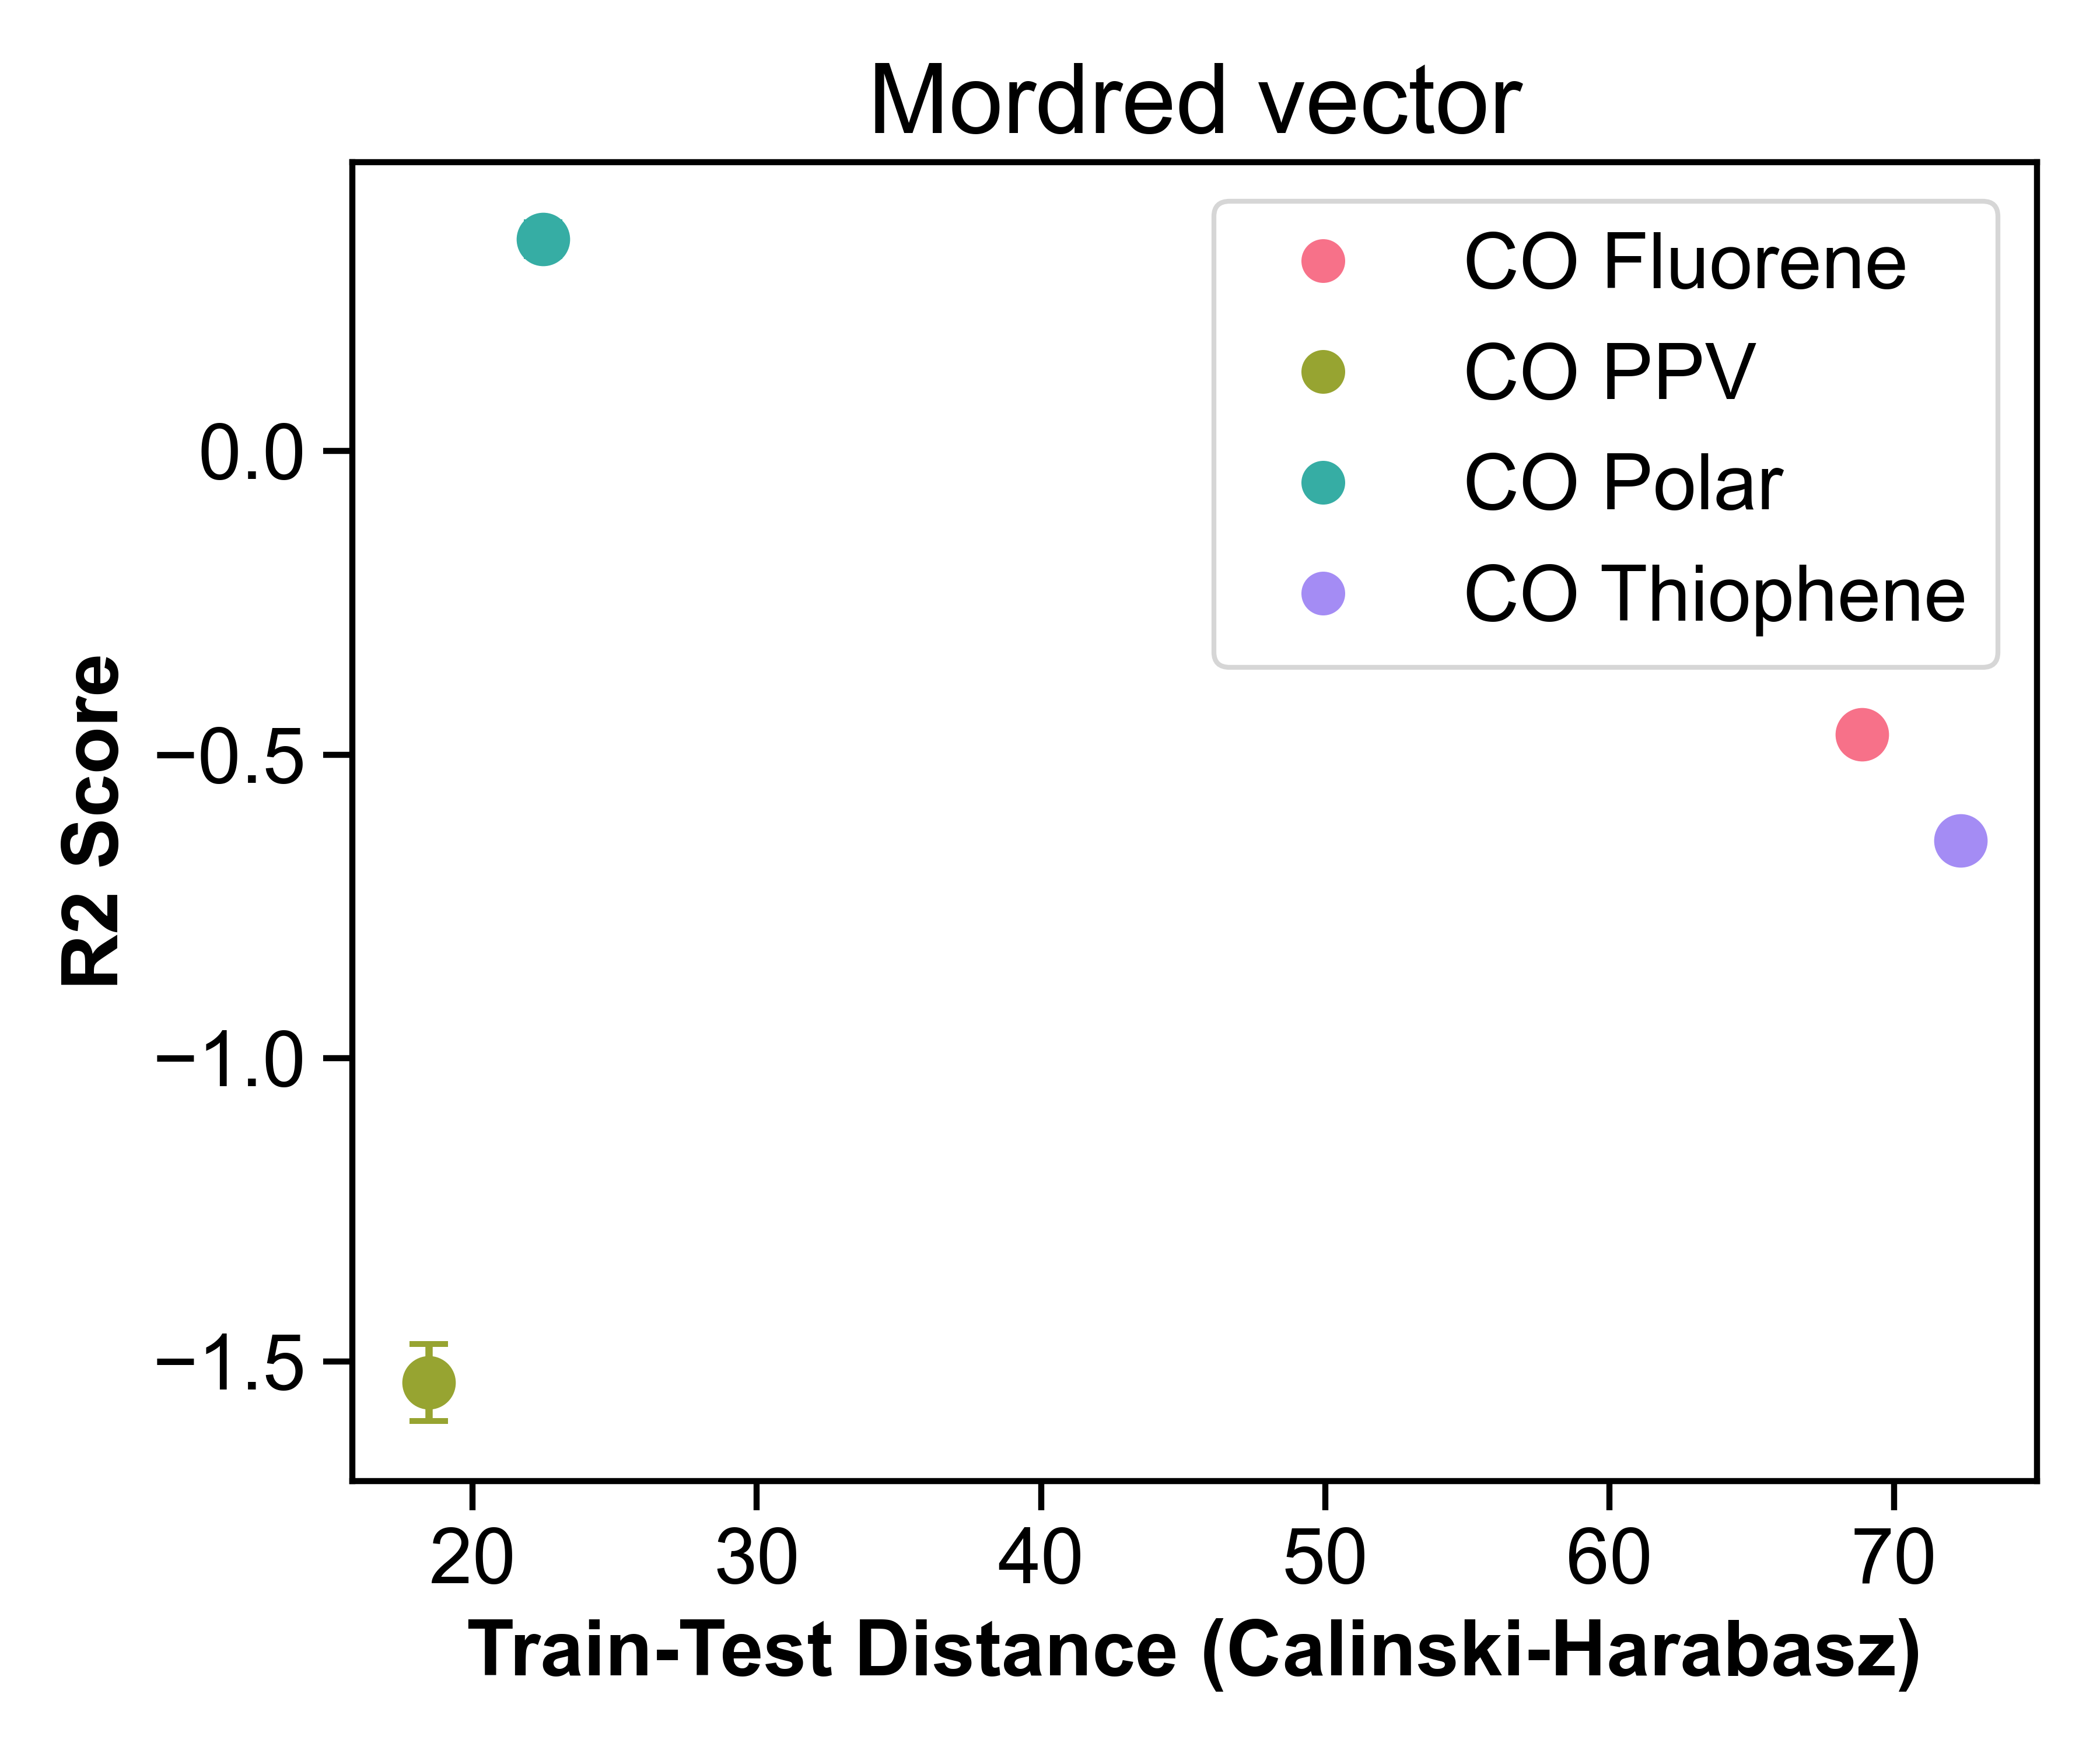 Mordred vector
CO Fluorene
CO PPV
CO Polar
CO Thiophene
R2 Score
0.0
−0.5
−1.0
−1.5
20 30 40 50 60 70
Train-Test Distance (Calinski-Harabasz)